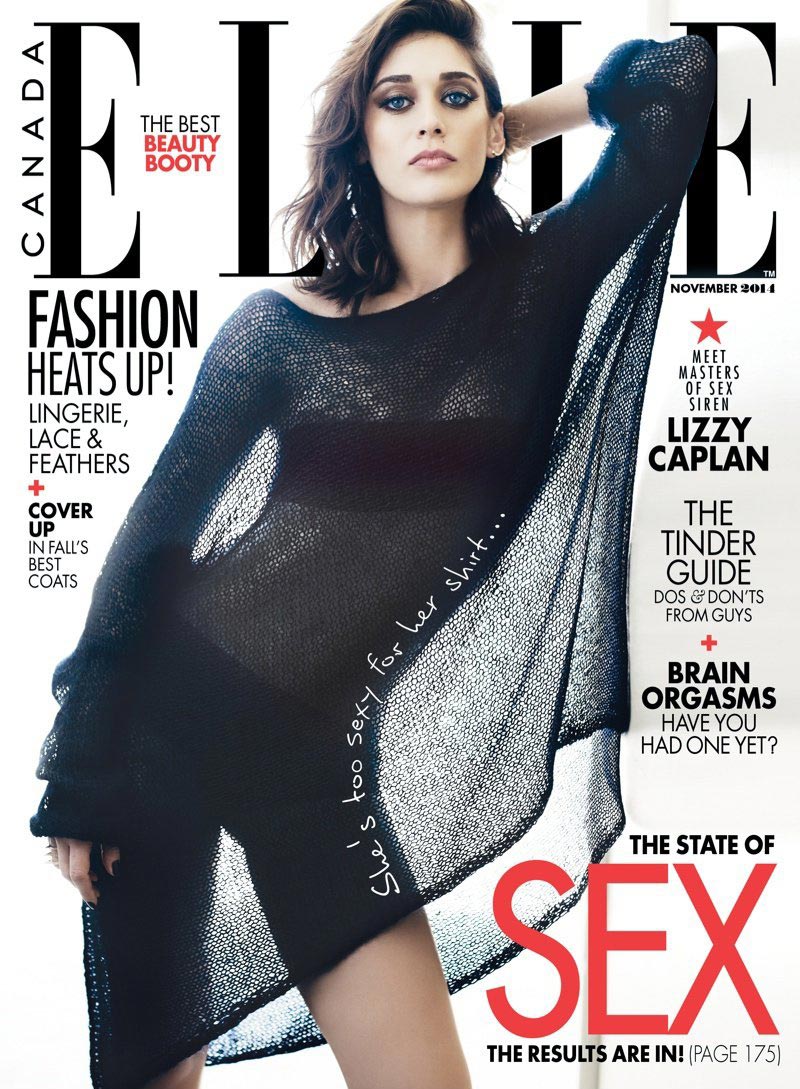 CANADA
ELLE
THE BEST
BEAUTY
BOOTY
FASHION
HEATS UP!
LINGERIE,
LACE &
FEATHERS
+
COVER
UP
IN FALL'S
BEST
COATS
TM
NOVEMBER 2014
MEET
MASTERS
OF SEX
SIREN
LIZZY
CAPLAN
THE
TINDER
GUIDE
DOS & DON'TS
FROM GUYS
+
BRAIN
ORGASMS
HAVE YOU
HAD ONE YET?
She's too sexy for her shirt....
THE STATE OF
SEX
THE RESULTS ARE IN! (PAGE 175)